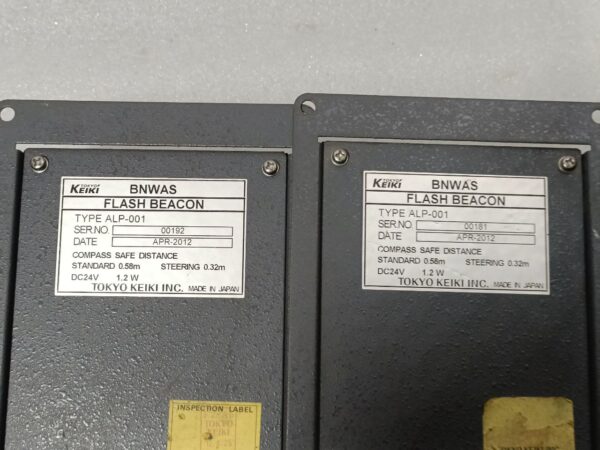 TOKYO
KEIKI
BNWAS
FLASH BEACON
TYPE ALP-001
SER.NO. 00192
DATE APR-2012
COMPASS SAFE DISTANCE
STANDARD 0.58m STEERING 0.32m
DC24V 1.2 W
TOKYO KEIKI INC. MADE IN JAPAN
INSPECTION LABEL
TOKYO
KEIKI
TOKYO
KEIKI
BNWAS
FLASH BEACON
TYPE ALP-001
SER.NO. 00181
DATE APR-2012
COMPASS SAFE DISTANCE
STANDARD 0.58m STEERING 0.32m
DC24V 1.2 W
TOKYO KEIKI INC. MADE IN JAPAN